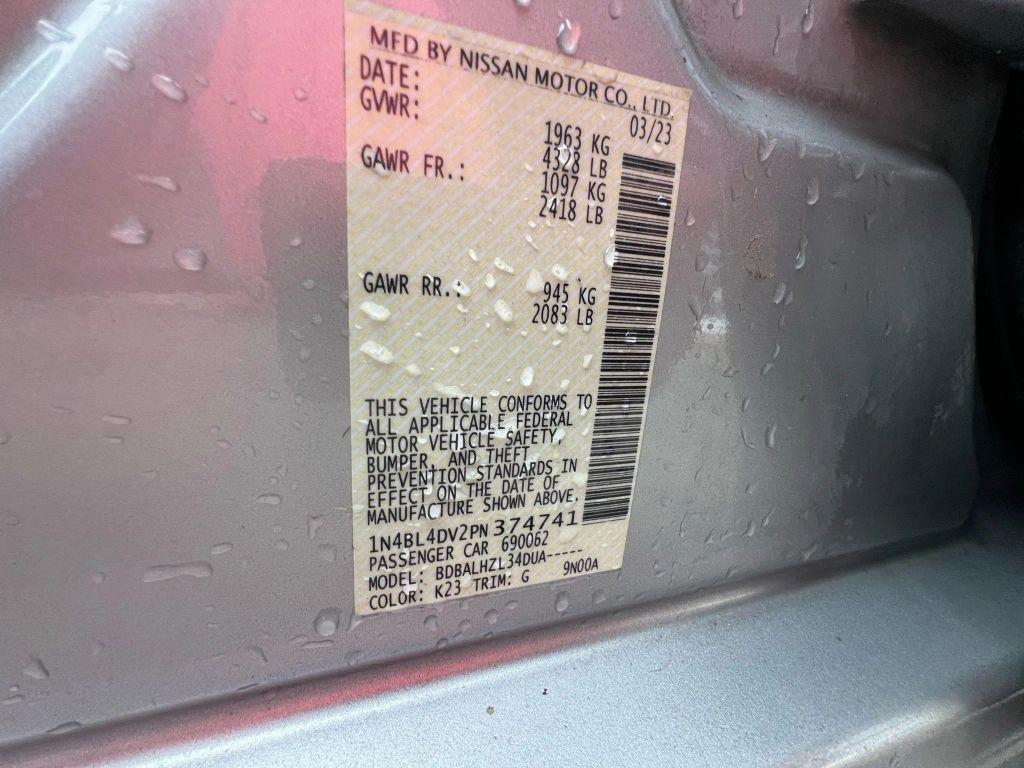 MFD BY NISSAN MOTOR CO., LTD.
DATE: 03/23
GVWR: 1963 KG
4328 LB
GAWR FR.: 1097 KG
2418 LB
GAWR RR.: 945 KG
2083 LB
THIS VEHICLE CONFORMS TO
ALL APPLICABLE FEDERAL
MOTOR VEHICLE SAFETY,
BUMPER, AND THEFT
PREVENTION STANDARDS IN
EFFECT ON THE DATE OF
MANUFACTURE SHOWN ABOVE.
1N4BL4DV2PN374741
PASSENGER CAR 690062
MODEL: BDBALHZL34DUA-----
COLOR: K23 TRIM: G 9N00A